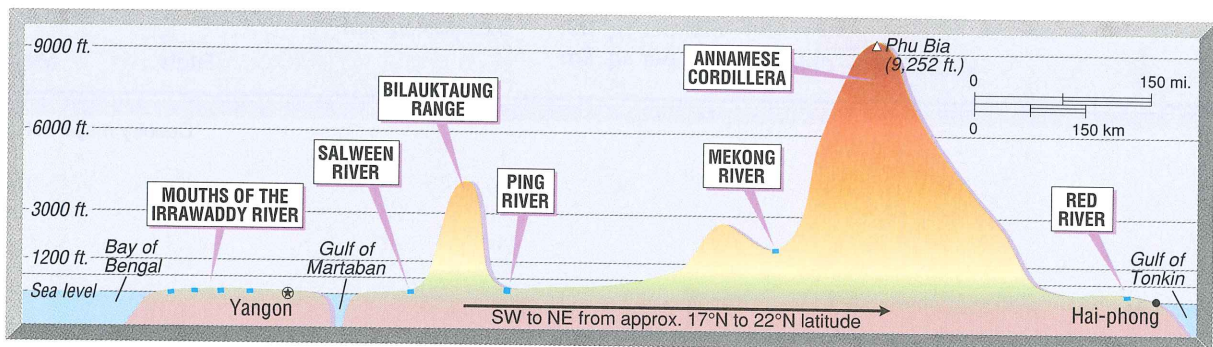 9000 ft.
6000 ft.
3000 ft.
1200 ft.
Sea level
Bay of
Bengal
MOUTHS OF THE
IRRAWADDY RIVER
Yangon
Gulf of
Martaban
SALWEEN
RIVER
BILAUKTAUNG
RANGE
PING
RIVER
SW to NE from approx. 17°N to 22°N latitude
MEKONG
RIVER
ANNAMESE
CORDILLERA
Phu Bia
(9,252 ft.)
0 150 mi.
0 150 km
RED
RIVER
Hai-phong
Gulf of
Tonkin